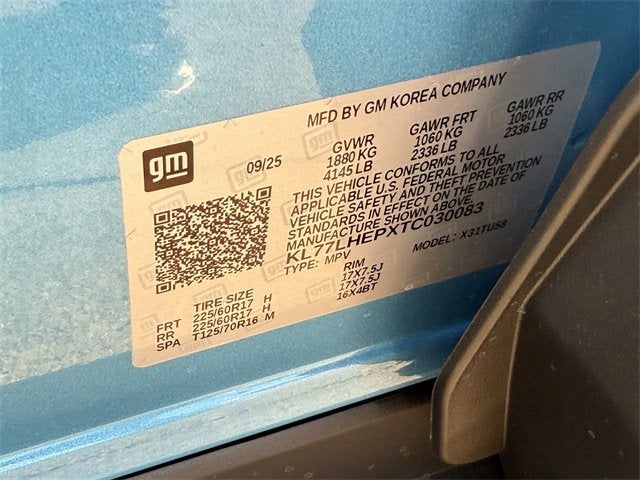 MFD BY GM KOREA COMPANY
gm
09/25
GVWR GAWR FRT GAWR RR
1880 KG 1060 KG 1060 KG
4145 LB 2336 LB 2336 LB
THIS VEHICLE CONFORMS TO ALL
APPLICABLE U.S. FEDERAL MOTOR
VEHICLE SAFETY AND THEFT PREVENTION
STANDARDS IN EFFECT ON THE DATE OF
MANUFACTURE SHOWN ABOVE.
KL77LHEPXTC030083
TYPE: MPV MODEL: X31TU58
TIRE SIZE RIM
FRT 225/60R17 H 17X7.5J
RR 225/60R17 H 17X7.5J
SPA T125/70R16 M 16X4BT